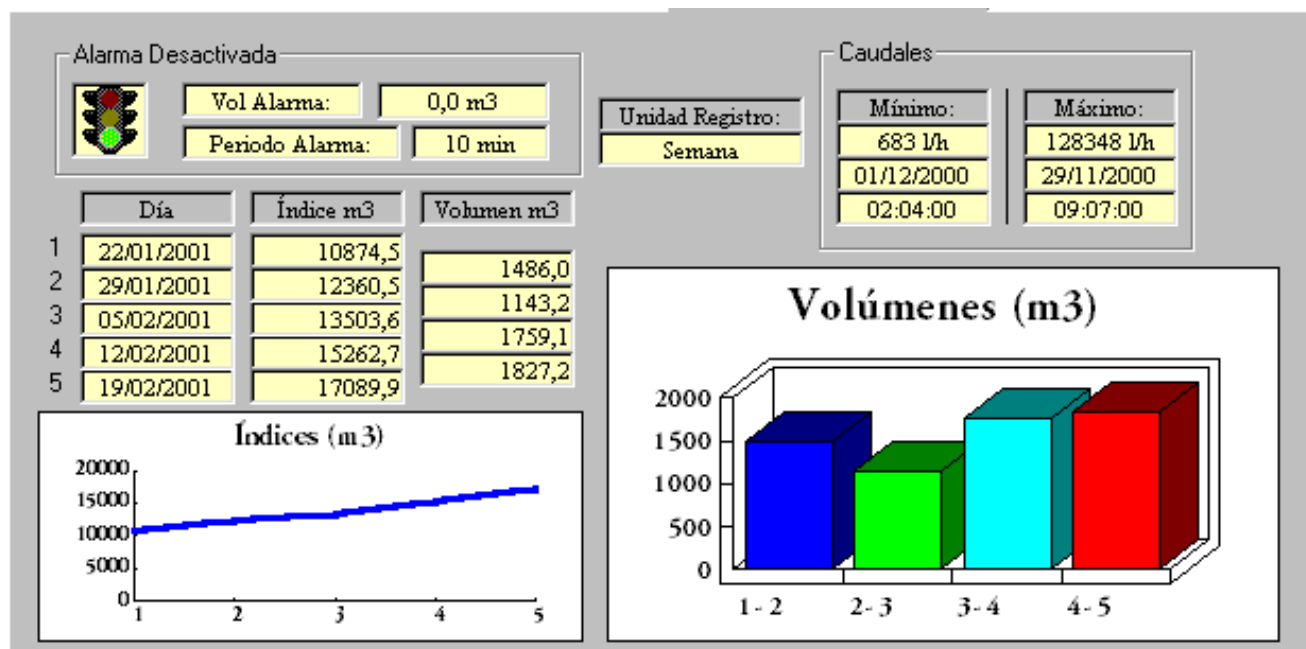 Alarma Desactivada
Vol Alarma: 0,0 m3
Periodo Alarma: 10 min
Unidad Registro:
Semana
Caudales
Mínimo: Máximo:
683 l/h 128348 l/h
01/12/2000 29/11/2000
02:04:00 09:07:00
Día Índice m3 Volumen m3
1 22/01/2001 10874,5
1486,0
2 29/01/2001 12360,5
1143,2
3 05/02/2001 13503,6
1759,1
4 12/02/2001 15262,7
1827,2
5 19/02/2001 17089,9
Índices (m3)
20000
15000
10000
5000
0
1 2 3 4 5
Volúmenes (m3)
2000
1500
1000
500
0
1-2 2-3 3-4 4-5